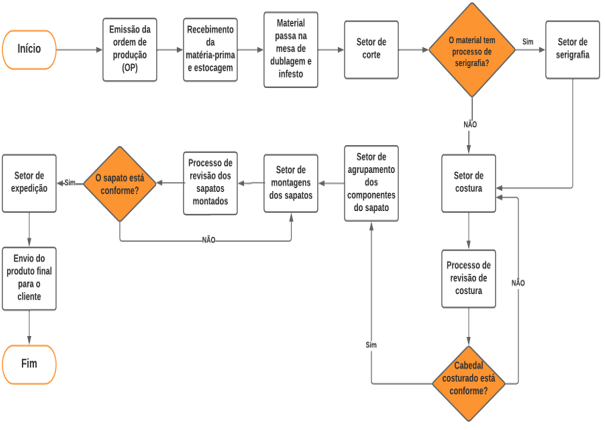 Início
Emissão da
ordem de
produção
(OP)
Recebimento
da
matéria-prima
e estocagem
Material
passa na
mesa de
dublagem e
infesto
Setor de
corte
O material tem
processo de
serigrafia?
Sim
Setor de
serigrafia
NÃO
Setor de
expedição
Sim
O sapato está
conforme?
Processo de
revisão dos
sapatos
montados
Setor de
montagens
dos sapatos
Setor de
agrupamento
dos
componentes
do sapato
Setor de
costura
NÃO
Envio do
produto final
para o
cliente
Processo de
revisão de
costura
NÃO
Sim
Fim
Cabedal
costurado está
conforme?